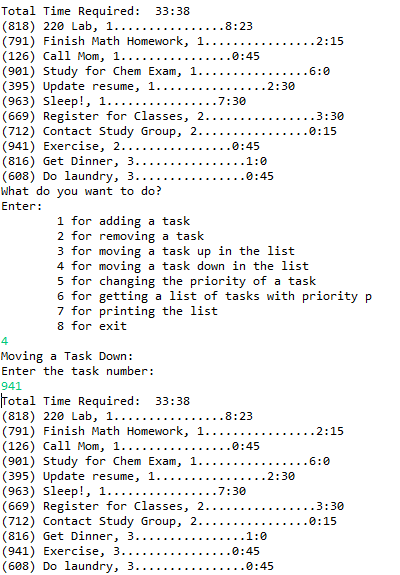 Total Time Required:  33:38
(818) 220 Lab, 1................8:23
(791) Finish Math Homework, 1................2:15
(126) Call Mom, 1................0:45
(901) Study for Chem Exam, 1................6:0
(395) Update resume, 1................2:30
(963) Sleep!, 1................7:30
(669) Register for Classes, 2................3:30
(712) Contact Study Group, 2................0:15
(941) Exercise, 2................0:45
(816) Get Dinner, 3................1:0
(608) Do laundry, 3................0:45
What do you want to do?
Enter:
        1 for adding a task
        2 for removing a task
        3 for moving a task up in the list
        4 for moving a task down in the list
        5 for changing the priority of a task
        6 for getting a list of tasks with priority p
        7 for printing the list
        8 for exit
4
Moving a Task Down:
Enter the task number:
941
Total Time Required:  33:38
(818) 220 Lab, 1................8:23
(791) Finish Math Homework, 1................2:15
(126) Call Mom, 1................0:45
(901) Study for Chem Exam, 1................6:0
(395) Update resume, 1................2:30
(963) Sleep!, 1................7:30
(669) Register for Classes, 2................3:30
(712) Contact Study Group, 2................0:15
(816) Get Dinner, 3................1:0
(941) Exercise, 3................0:45
(608) Do laundry, 3................0:45